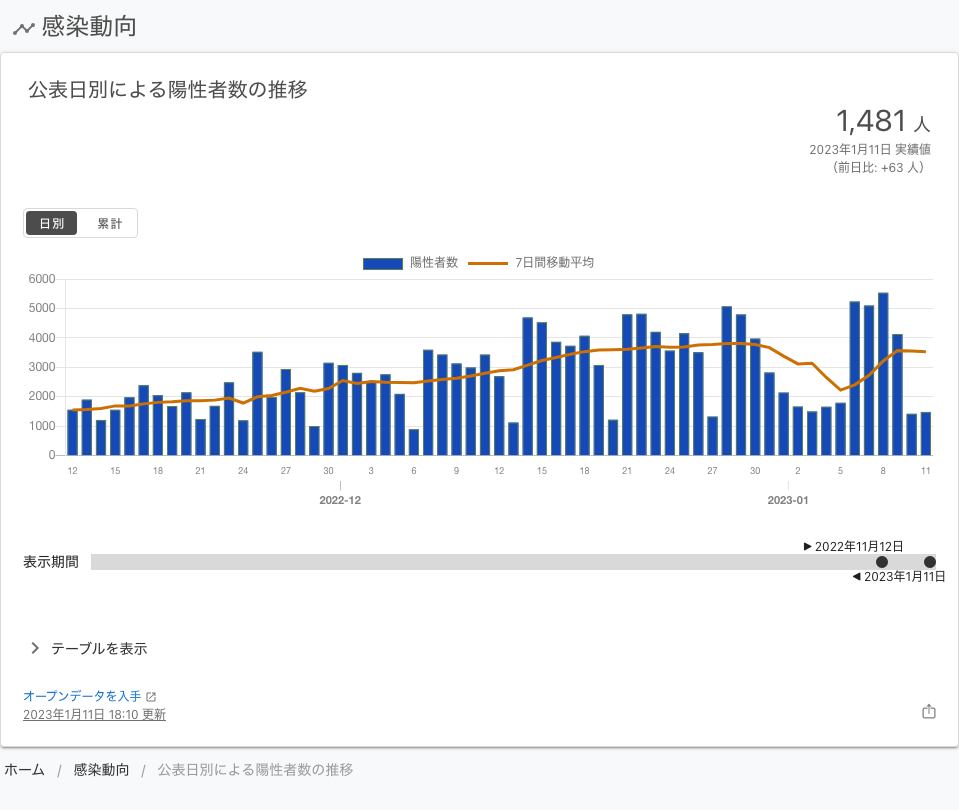 感染動向
公表日別による陽性者数の推移
1,481 人
2023年1月11日 実績値
（前日比: +63 人）
日別 累計
陽性者数 7日間移動平均
6000
5000
4000
3000
2000
1000
0
12 15 18 21 24 27 30 3 6 9 12 15 18 21 24 27 30 2 5 8 11
2022-12 2023-01
2022年11月12日
表示期間
2023年1月11日
テーブルを表示
オープンデータを入手
2023年1月11日 18:10 更新
ホーム / 感染動向 / 公表日別による陽性者数の推移